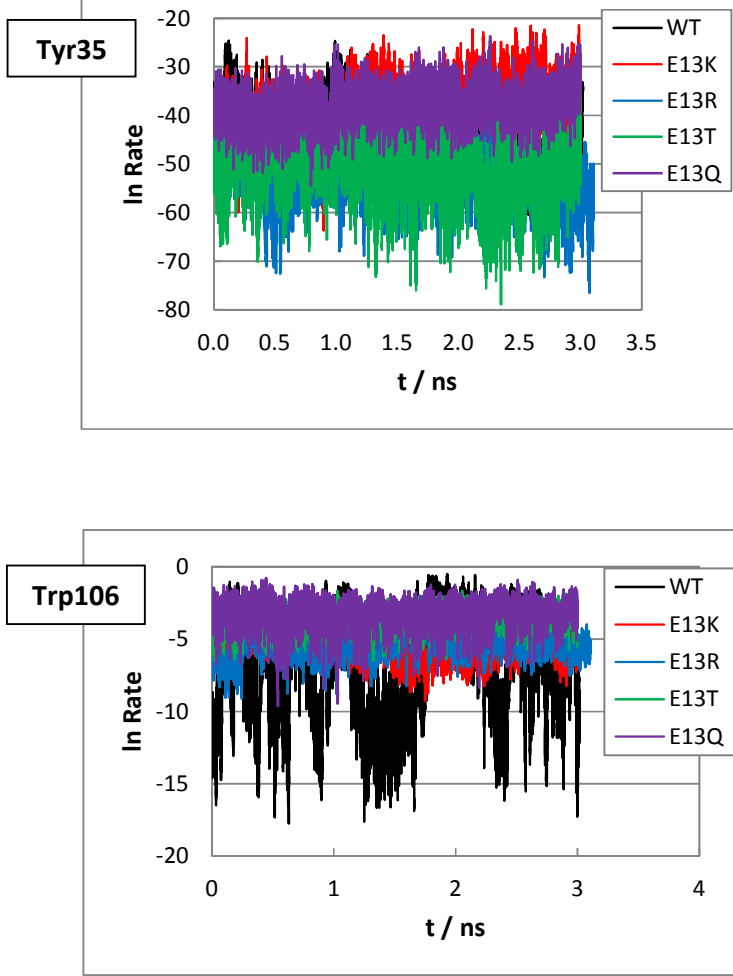 Tyr35
-20
-30
-40
-50
-60
-70
-80
ln Rate
0.0 0.5 1.0 1.5 2.0 2.5 3.0 3.5
t / ns
WT
E13K
E13R
E13T
E13Q
Trp106
0
-5
-10
-15
-20
ln Rate
0 1 2 3 4
t / ns
WT
E13K
E13R
E13T
E13Q